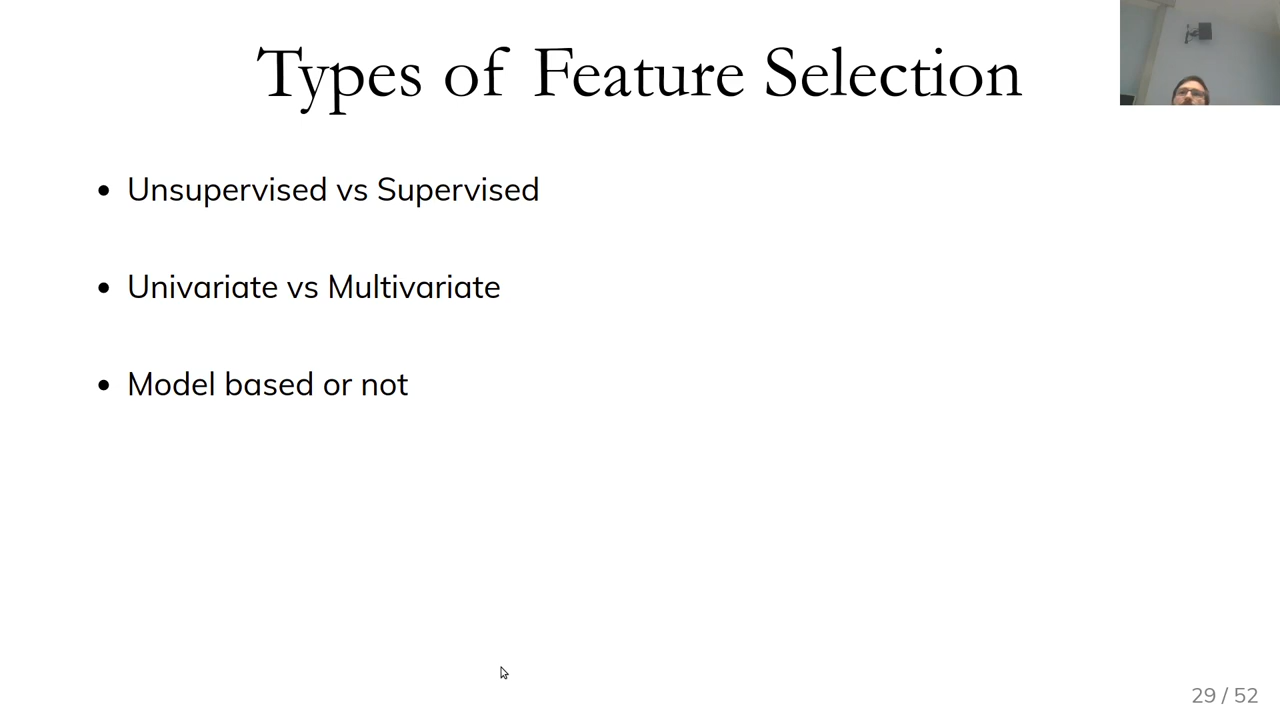 Types of Feature Selection
• Unsupervised vs Supervised
• Univariate vs Multivariate
• Model based or not
29 / 52